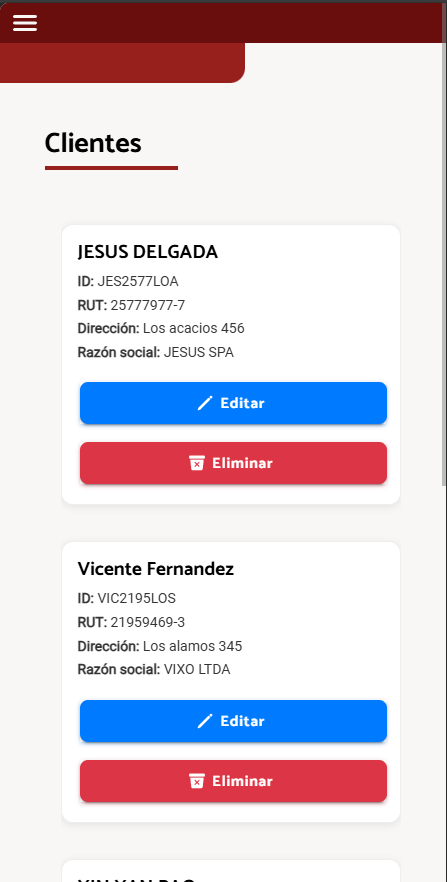 Clientes
JESUS DELGADA
ID: JES2577LOA
RUT: 25777977-7
Dirección: Los acacios 456
Razón social: JESUS SPA
Editar
Eliminar
Vicente Fernandez
ID: VIC2195LOS
RUT: 21959469-3
Dirección: Los alamos 345
Razón social: VIXO LTDA
Editar
Eliminar